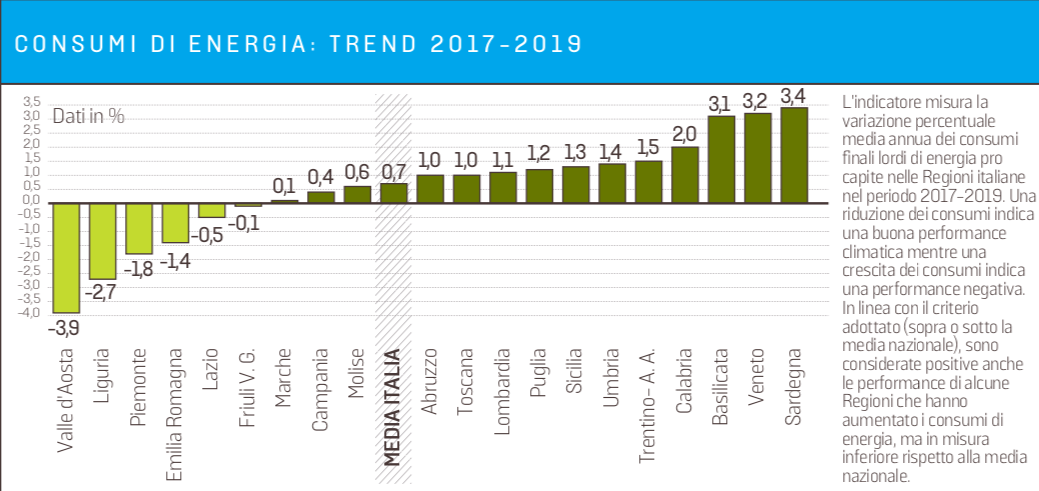 CONSUMI DI ENERGIA: TREND 2017-2019
Dati in %
3,5
3,0
2,5
2,0
1,5
1,0
0,5
0,0
-0,5
-1,0
-1,5
-2,0
-2,5
-3,0
-3,5
-4,0
-3,9
-2,7
-1,8
-1,4
-0,5
-0,1
0,1
0,4
0,6
0,7
1,0
1,0
1,1
1,2
1,3
1,4
1,5
2,0
3,1
3,2
3,4
Valle d'Aosta
Liguria
Piemonte
Emilia Romagna
Lazio
Friuli V. G.
Marche
Campania
Molise
MEDIA ITALIA
Abruzzo
Toscana
Lombardia
Puglia
Sicilia
Umbria
Trentino- A. A.
Calabria
Basilicata
Veneto
Sardegna
L'indicatore misura la
variazione percentuale
media annua dei consumi
finali lordi di energia pro
capite nelle Regioni italiane
nel periodo 2017-2019. Una
riduzione dei consumi indica
una buona performance
climatica mentre una
crescita dei consumi indica
una performance negativa.
In linea con il criterio
adottato (sopra o sotto la
media nazionale), sono
considerate positive anche
le performance di alcune
Regioni che hanno
aumentato i consumi di
energia, ma in misura
inferiore rispetto alla media
nazionale.